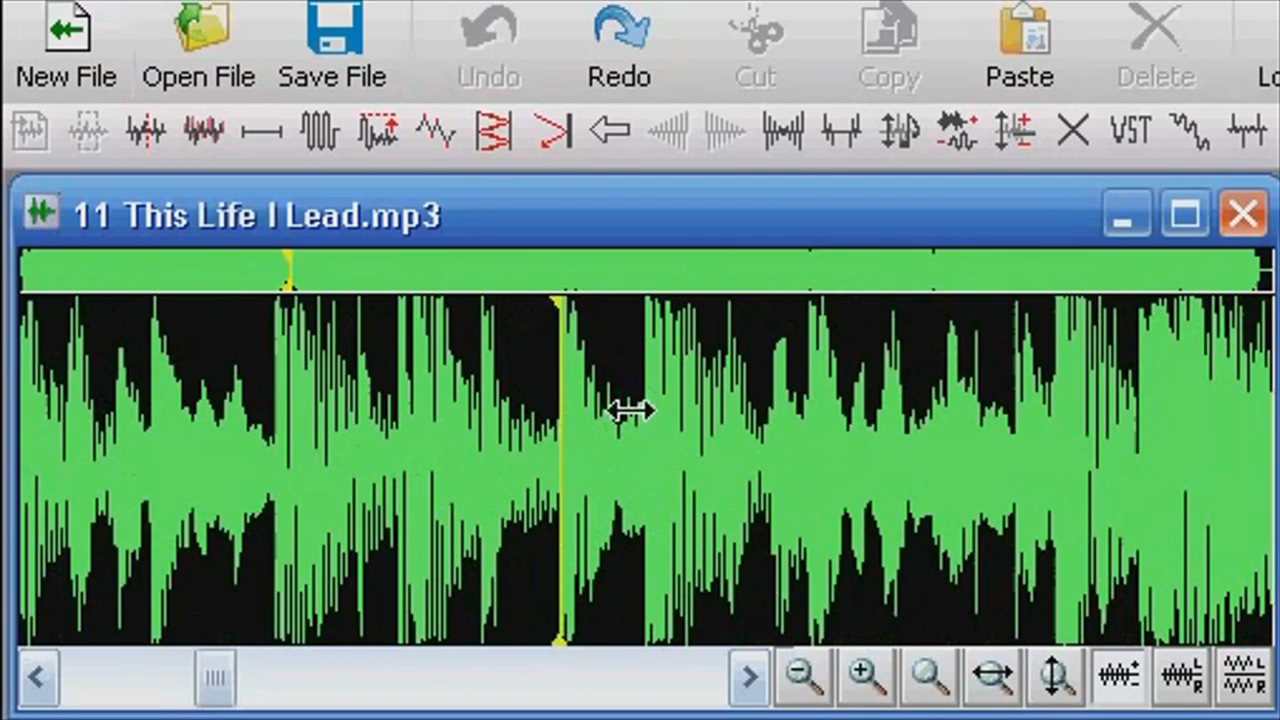 New File Open File Save File Undo Redo Cut Copy Paste Delete
VST
11 This Life I Lead.mp3
L
R
L
R